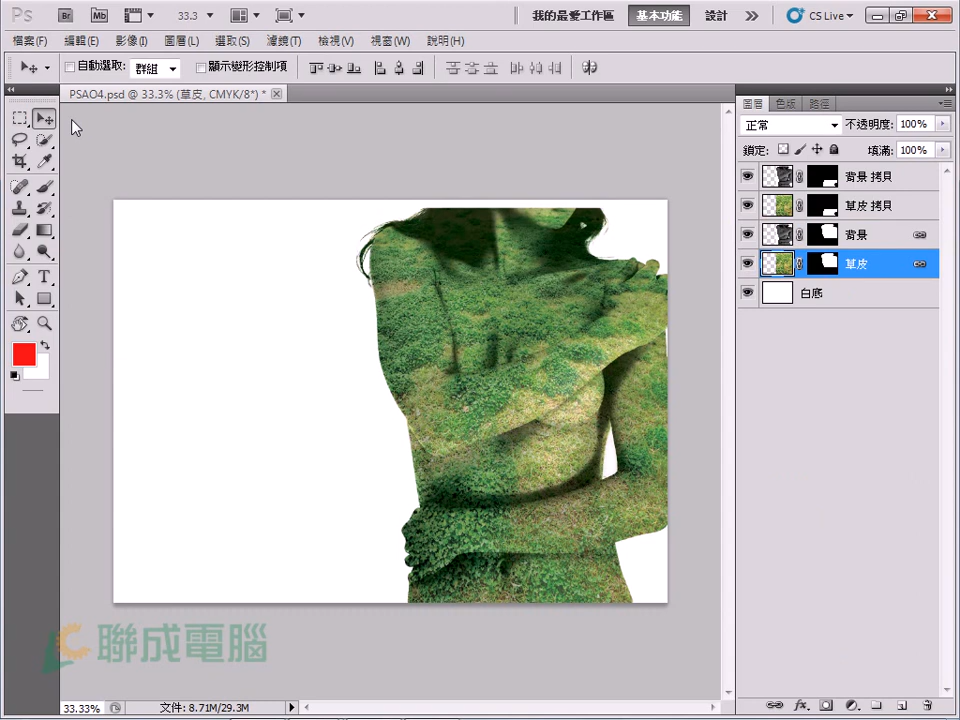 Ps Br Mb 33.3 我的最愛工作區 基本功能 設計 CS Live
檔案(F) 編輯(E) 影像(I) 圖層(L) 選取(S) 濾鏡(T) 檢視(V) 視窗(W) 說明(H)
自動選取: 群組 顯示變形控制項
PSAO4.psd @ 33.3% (草皮, CMYK/8*) *
圖層 色版 路徑
正常 不透明度: 100%
鎖定: 填滿: 100%
背景 拷貝
草皮 拷貝
背景
草皮
白底
聯成電腦
33.33% 文件: 8.71M/29.3M